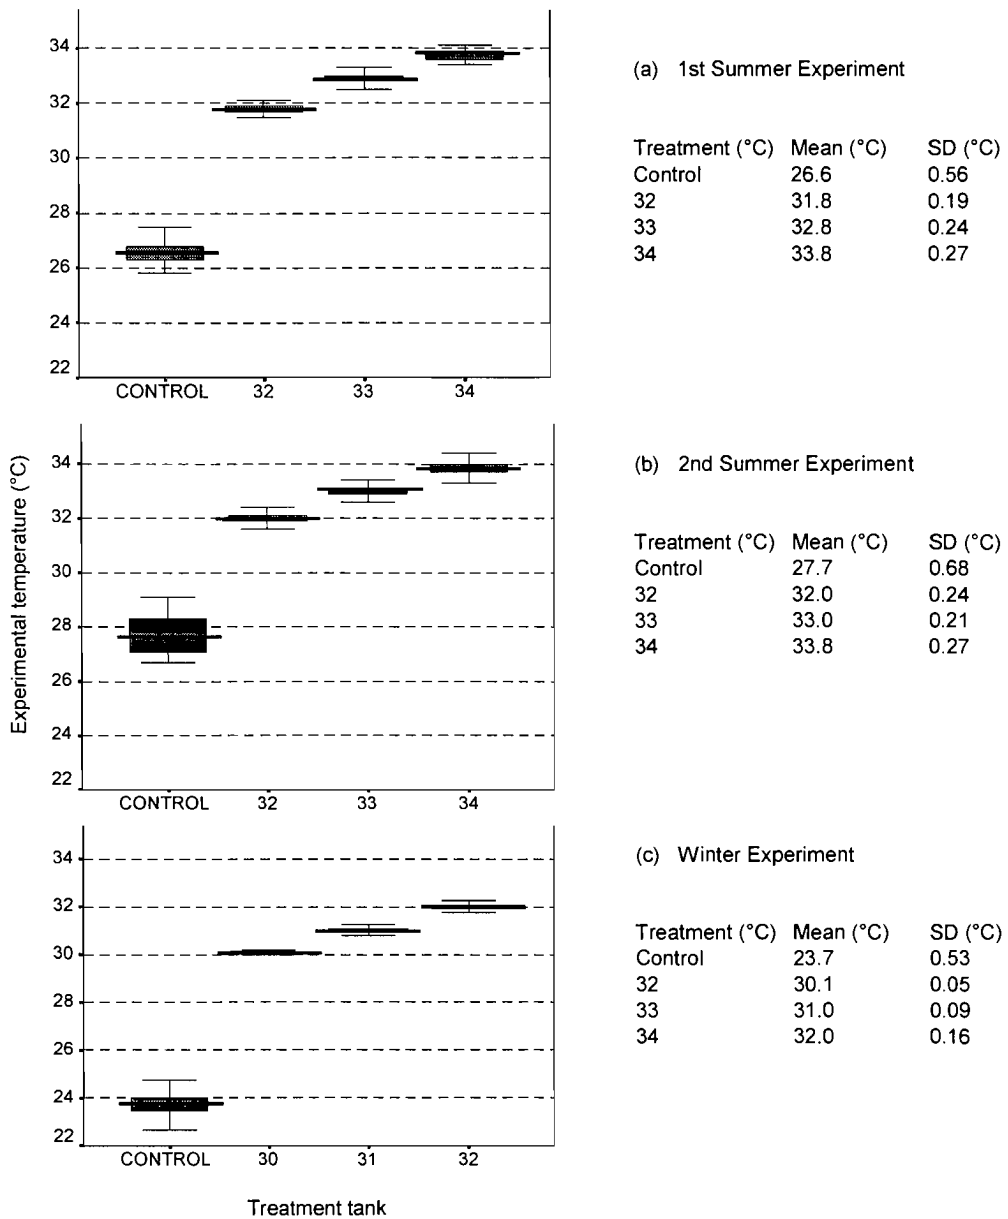 34
32
30
28
26
24
22
CONTROL 32 33 34
(a) 1st Summer Experiment
Treatment (°C) Mean (°C) SD (°C)
Control 26.6 0.56
32 31.8 0.19
33 32.8 0.24
34 33.8 0.27
Experimental temperature (°C)
34
32
30
28
26
24
22
CONTROL 32 33 34
(b) 2nd Summer Experiment
Treatment (°C) Mean (°C) SD (°C)
Control 27.7 0.68
32 32.0 0.24
33 33.0 0.21
34 33.8 0.27
34
32
30
28
26
24
22
CONTROL 30 31 32
Treatment tank
(c) Winter Experiment
Treatment (°C) Mean (°C) SD (°C)
Control 23.7 0.53
32 30.1 0.05
33 31.0 0.09
34 32.0 0.16